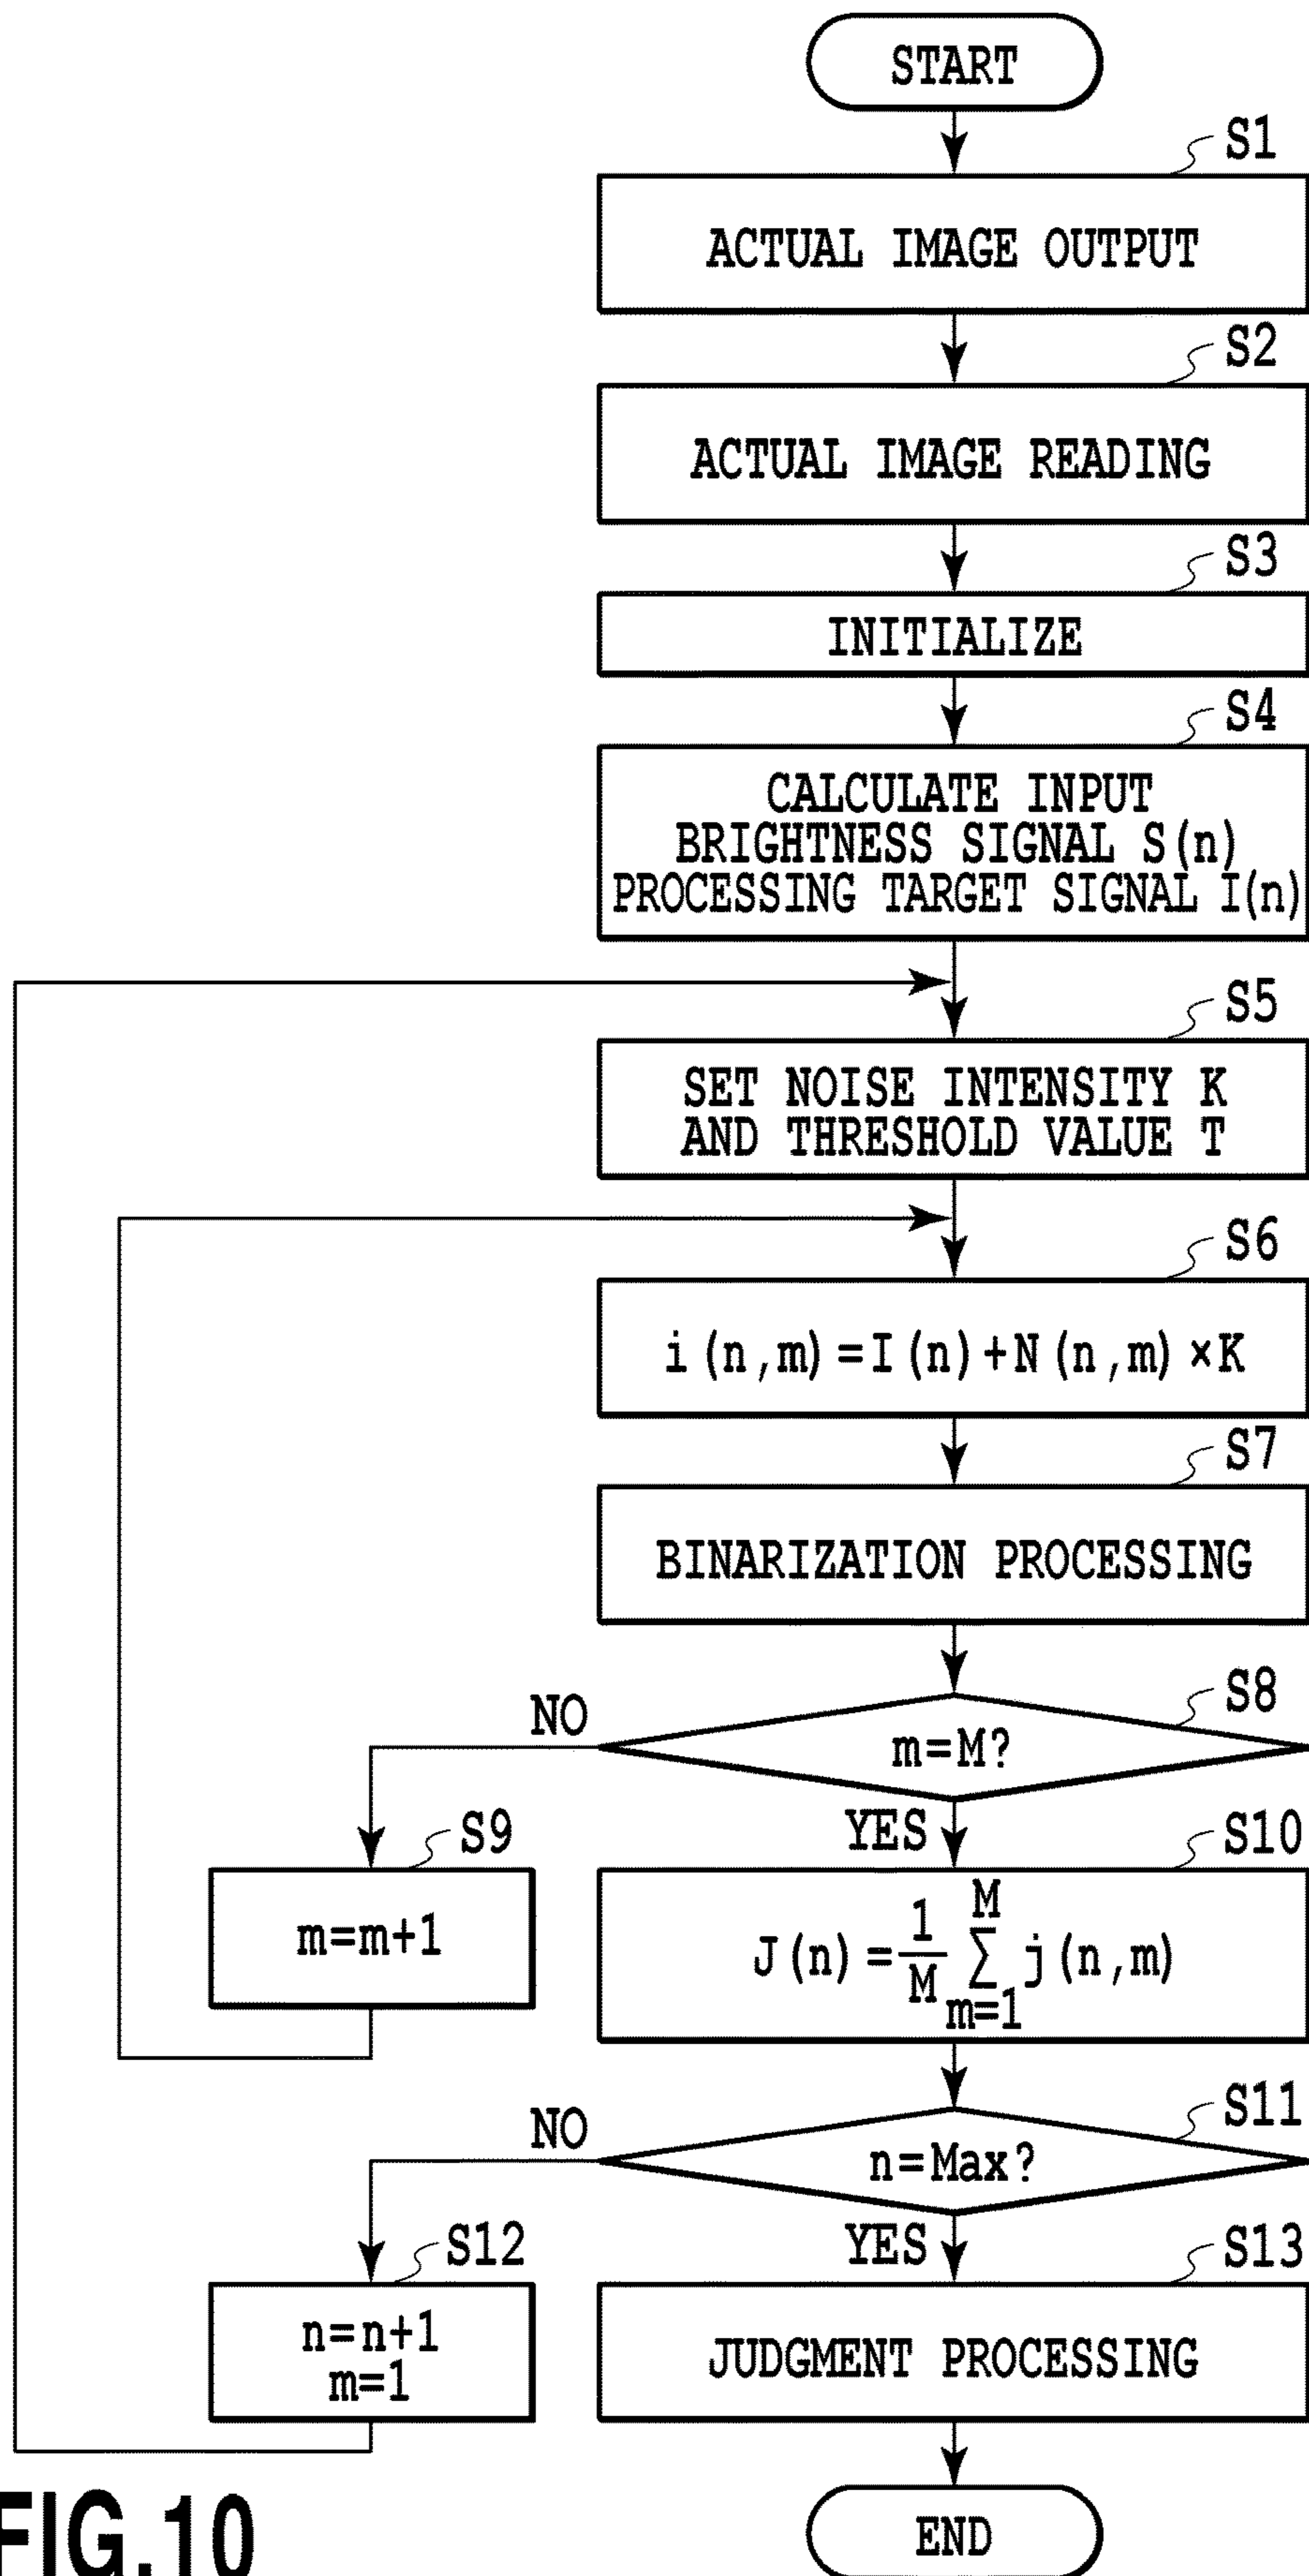 START
S1
ACTUAL IMAGE OUTPUT
S2
ACTUAL IMAGE READING
S3
INITIALIZE
S4
CALCULATE INPUT
BRIGHTNESS SIGNAL S(n)
PROCESSING TARGET SIGNAL I(n)
S5
SET NOISE INTENSITY K
AND THRESHOLD VALUE T
S6
i(n,m)=I(n)+N(n,m)×K
S7
BINARIZATION PROCESSING
S8
m=M?
NO
YES
S9
m=m+1
S10
J(n)=1/M M∑m=1 j(n,m)
S11
n=Max?
NO
YES
S12
n=n+1
m=1
S13
JUDGMENT PROCESSING
END
FIG.10